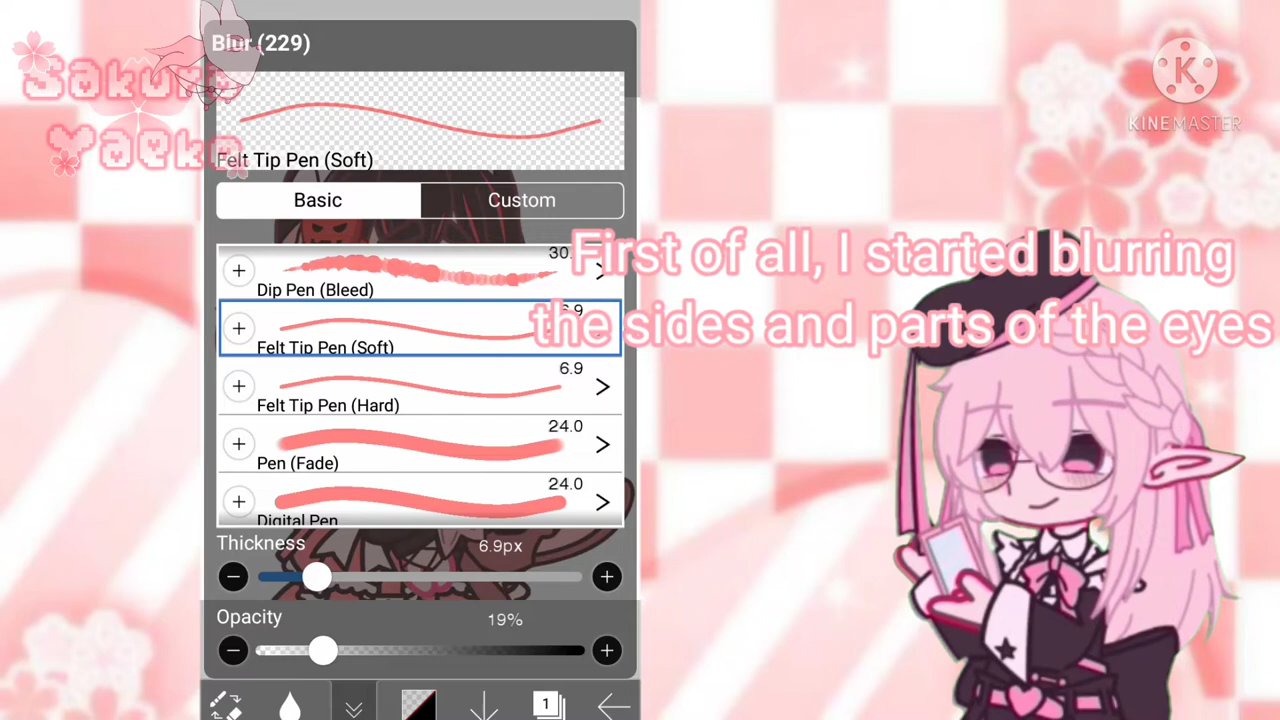 Blur (229)
Sakura
Yaeko
Felt Tip Pen (Soft)
Basic
Custom
30.
Dip Pen (Bleed)
6.9
Felt Tip Pen (Soft)
6.9
Felt Tip Pen (Hard)
24.0
Pen (Fade)
24.0
Digital Pen
Thickness
6.9px
Opacity
19%
1
K
KINEMASTER
First of all, I started blurring
the sides and parts of the eyes